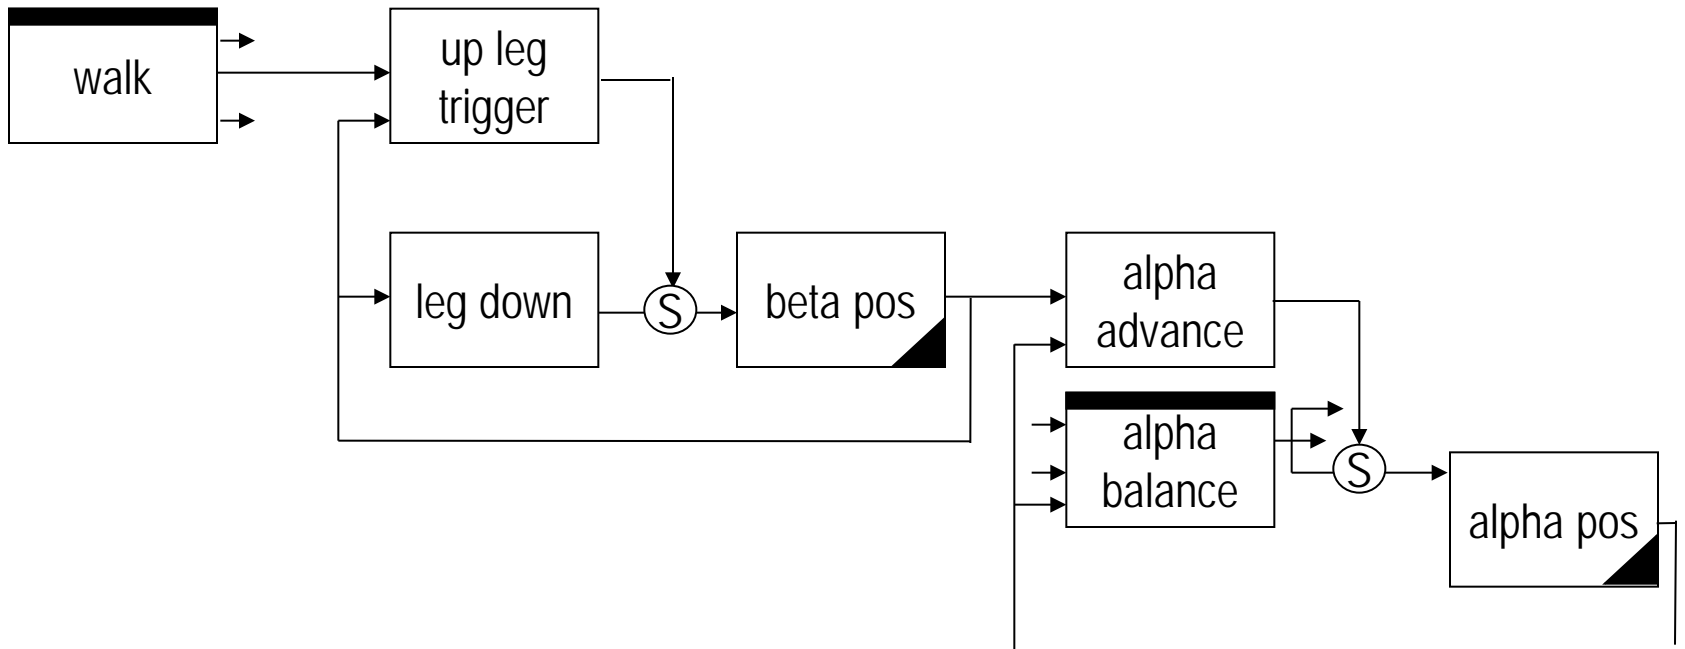 walk
up leg
trigger
leg down
S
beta pos
alpha
advance
alpha
balance
S
alpha pos